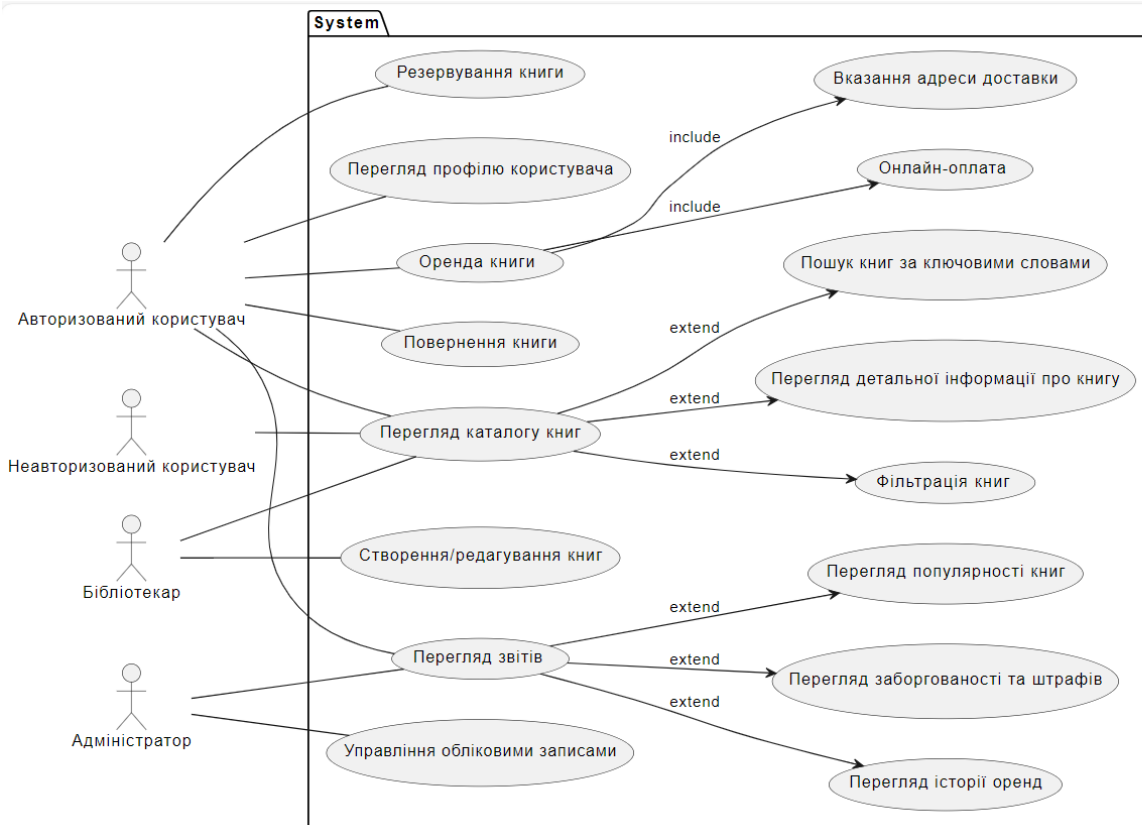 System
Резервування книги
Вказання адреси доставки
include
Перегляд профілю користувача
Онлайн-оплата
include
Оренда книги
Пошук книг за ключовими словами
Авторизований користувач
extend
Повернення книги
Перегляд детальної інформації про книгу
extend
Перегляд каталогу книг
extend
Неавторизований користувач
Фільтрація книг
Створення/редагування книг
Бібліотекар
Перегляд популярності книг
extend
Перегляд звітів
extend
Перегляд заборгованості та штрафів
extend
Адміністратор
Управління обліковими записами
Перегляд історії оренд